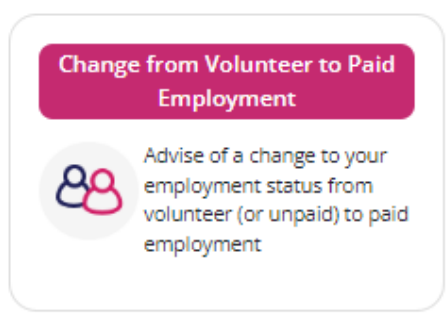 Change from Volunteer to Paid
Employment
Advise of a change to your
employment status from
volunteer (or unpaid) to paid
employment